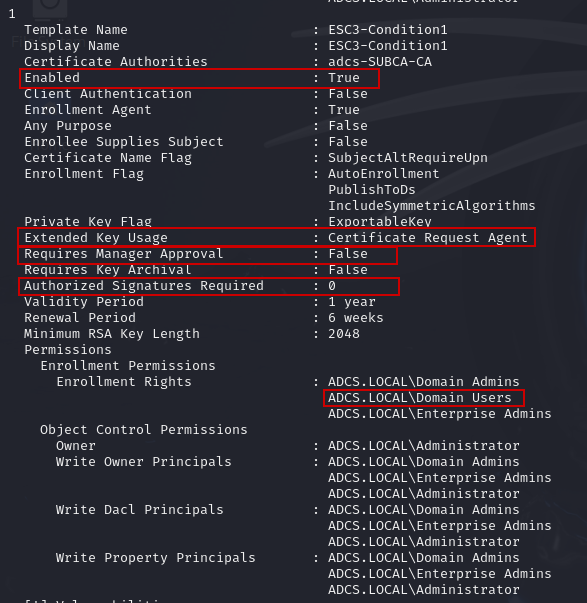 ADCS.LOCAL\Administrator
1
Template Name : ESC3-Condition1
Display Name : ESC3-Condition1
Certificate Authorities : adcs-SUBCA-CA
Enabled : True
Client Authentication : False
Enrollment Agent : True
Any Purpose : False
Enrollee Supplies Subject : False
Certificate Name Flag : SubjectAltRequireUpn
Enrollment Flag : AutoEnrollment
PublishToDs
IncludeSymmetricAlgorithms
Private Key Flag : ExportableKey
Extended Key Usage : Certificate Request Agent
Requires Manager Approval : False
Requires Key Archival : False
Authorized Signatures Required : 0
Validity Period : 1 year
Renewal Period : 6 weeks
Minimum RSA Key Length : 2048
Permissions
Enrollment Permissions
Enrollment Rights : ADCS.LOCAL\Domain Admins
ADCS.LOCAL\Domain Users
ADCS.LOCAL\Enterprise Admins
Object Control Permissions
Owner : ADCS.LOCAL\Administrator
Write Owner Principals : ADCS.LOCAL\Domain Admins
ADCS.LOCAL\Enterprise Admins
ADCS.LOCAL\Administrator
Write Dacl Principals : ADCS.LOCAL\Domain Admins
ADCS.LOCAL\Enterprise Admins
ADCS.LOCAL\Administrator
Write Property Principals : ADCS.LOCAL\Domain Admins
ADCS.LOCAL\Enterprise Admins
ADCS.LOCAL\Administrator